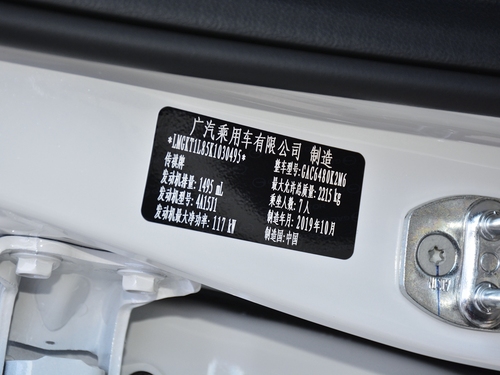 广汽乘用车有限公司 制造
*LMGKT1L85K1030495*
传祺牌 整车型号:GAC6480K2M6
发动机排量:1495 mL 最大允许总质量:2215 kg
发动机型号:4A15J1 乘坐人数:7人
发动机最大净功率:117 kW 制造年月:2019年10月
制造国:中国